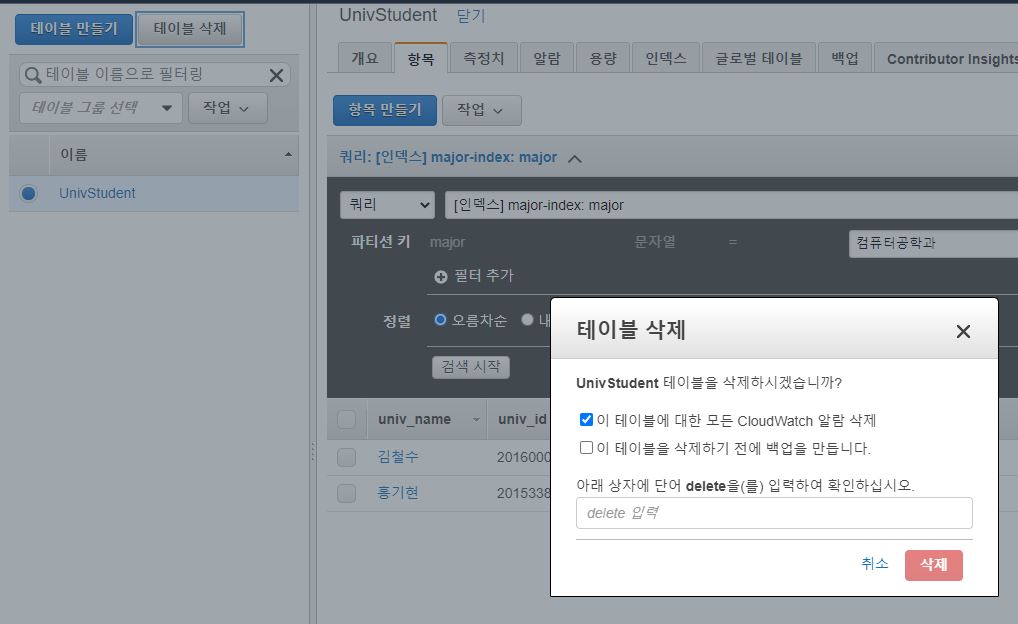 테이블 만들기 테이블 삭제
테이블 이름으로 필터링
테이블 그룹 선택 작업
이름
UnivStudent
UnivStudent 닫기
개요 항목 측정치 알람 용량 인덱스 글로벌 테이블 백업 Contributor Insights
항목 만들기 작업
쿼리: [인덱스] major-index: major
쿼리 [인덱스] major-index: major
파티션 키 major 문자열 = 컴퓨터공학과
필터 추가
정렬 오름차순 내
검색 시작
univ_name univ_id
김철수 2016000
홍기현 2015338
테이블 삭제
UnivStudent 테이블을 삭제하시겠습니까?
이 테이블에 대한 모든 CloudWatch 알람 삭제
이 테이블을 삭제하기 전에 백업을 만듭니다.
아래 상자에 단어 delete을(를) 입력하여 확인하십시오.
delete 입력
취소 삭제